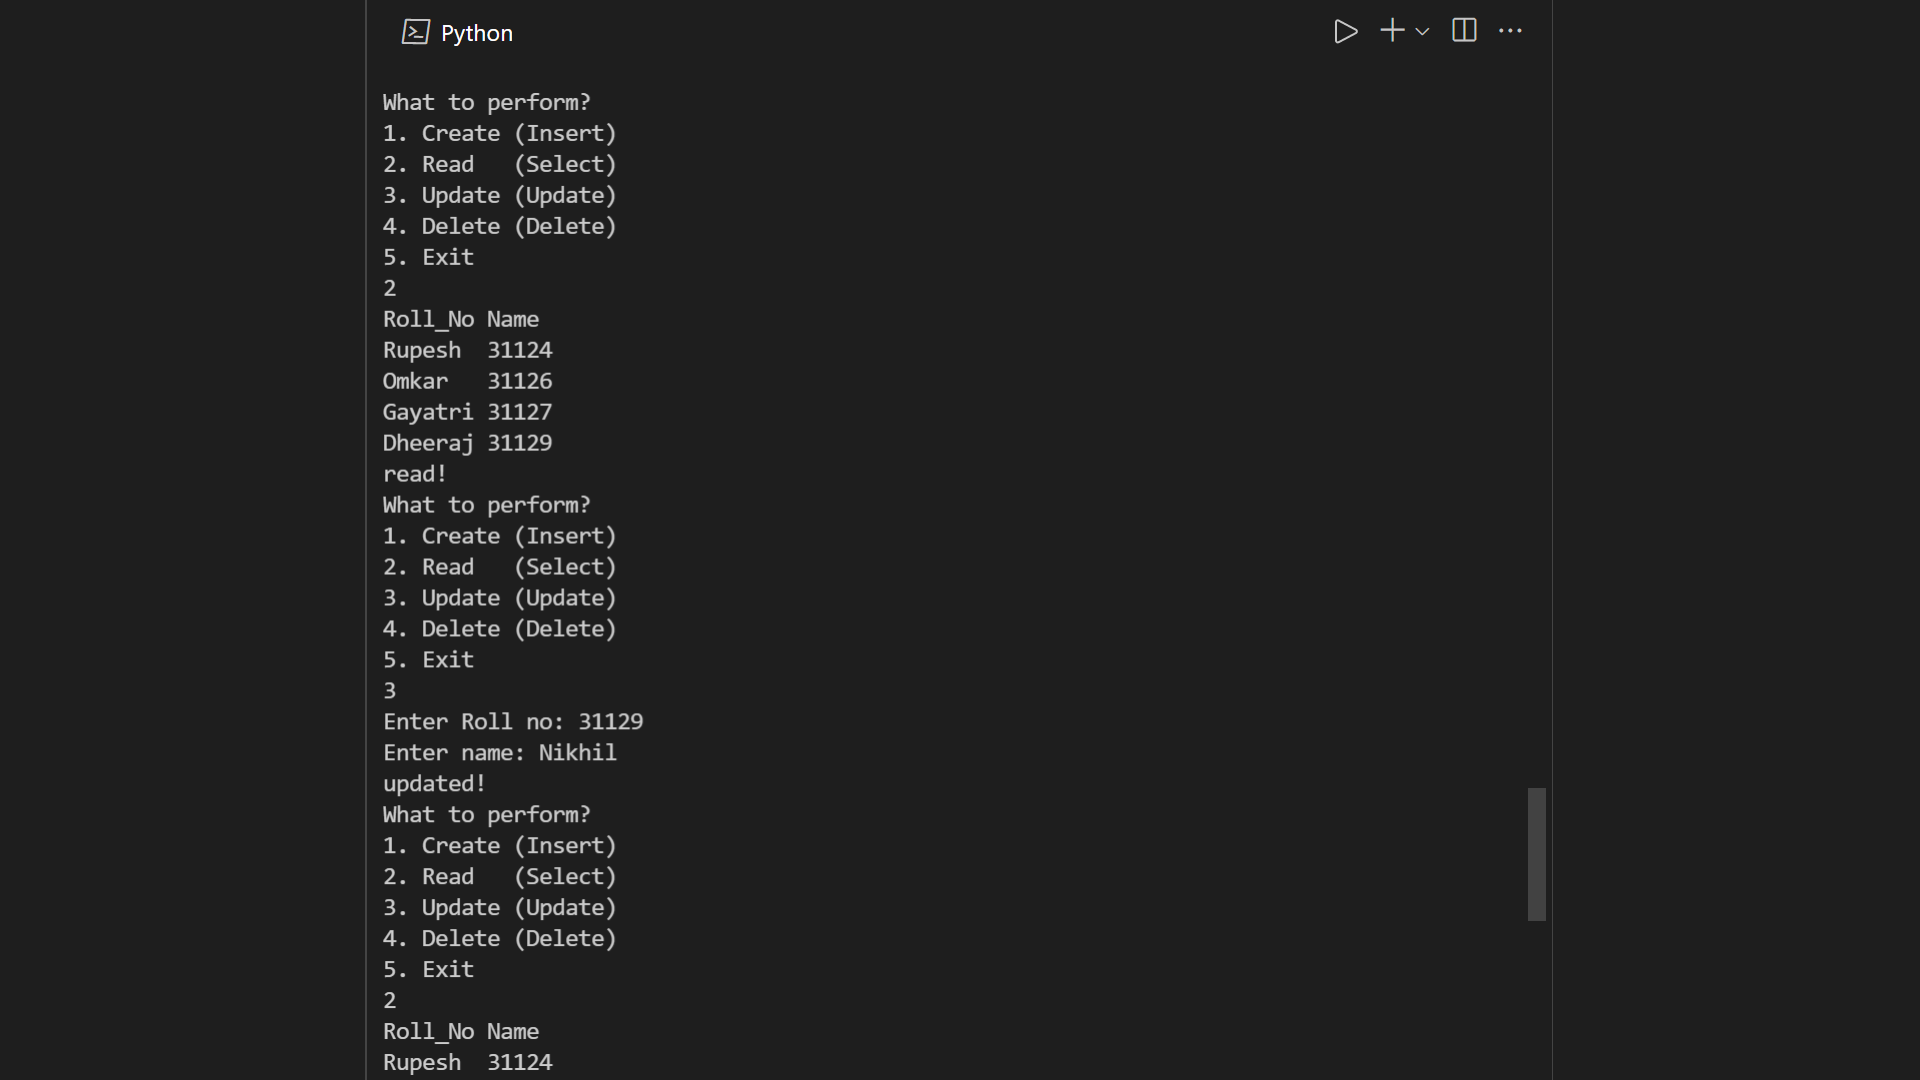 Python
What to perform?
1. Create (Insert)
2. Read   (Select)
3. Update (Update)
4. Delete (Delete)
5. Exit
2
Roll_No Name
Rupesh  31124
Omkar   31126
Gayatri 31127
Dheeraj 31129
read!
What to perform?
1. Create (Insert)
2. Read   (Select)
3. Update (Update)
4. Delete (Delete)
5. Exit
3
Enter Roll no: 31129
Enter name: Nikhil
updated!
What to perform?
1. Create (Insert)
2. Read   (Select)
3. Update (Update)
4. Delete (Delete)
5. Exit
2
Roll_No Name
Rupesh  31124